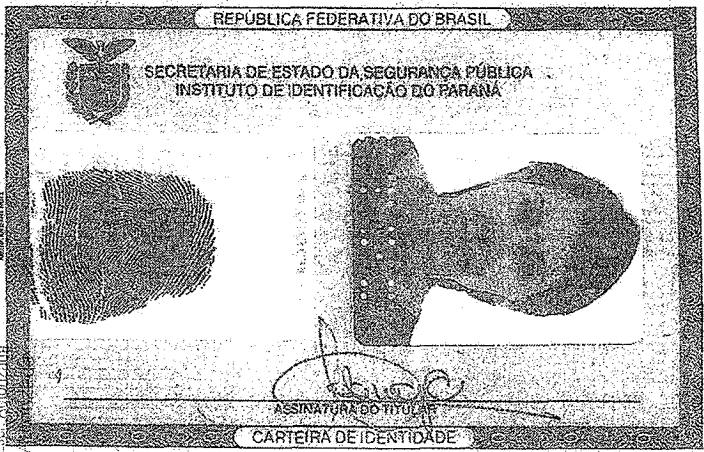 REPÚBLICA FEDERATIVA DO BRASIL
SECRETARIA DE ESTADO DA SEGURANÇA PÚBLICA
INSTITUTO DE IDENTIFICAÇÃO DO PARANÁ
ASSINATURA DO TITULAR
CARTEIRA DE IDENTIDADE